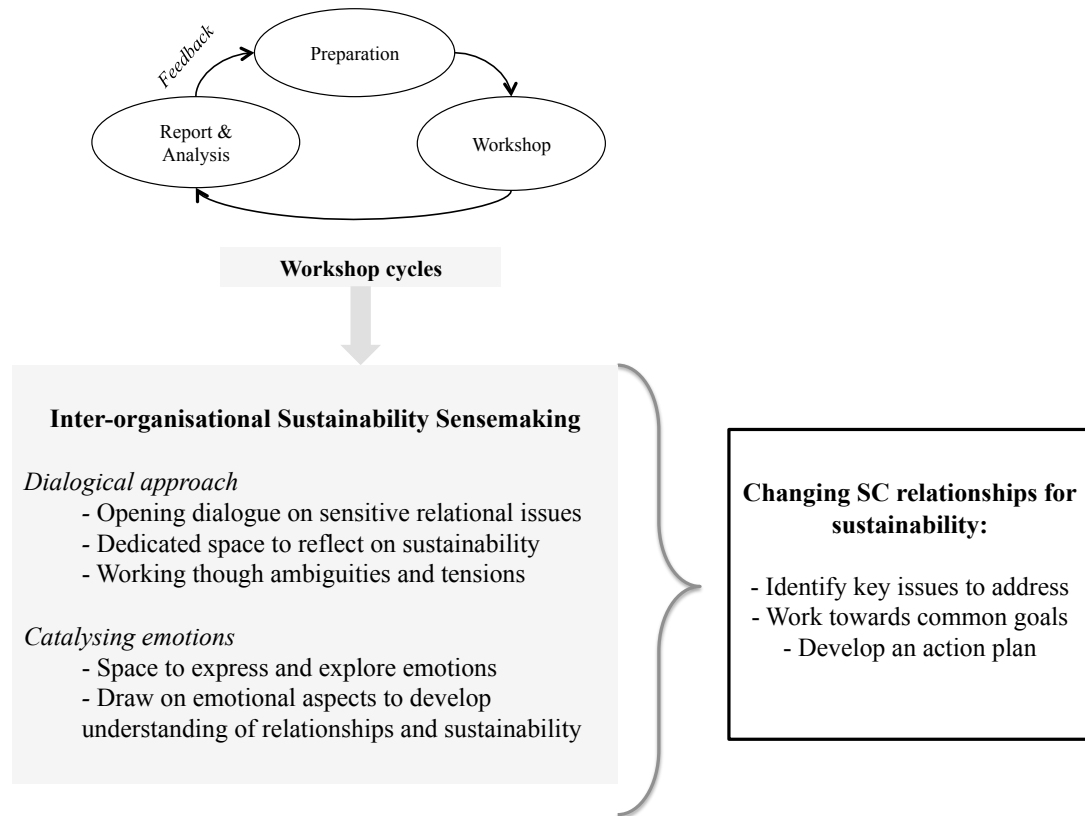 Feedback
Preparation
Report &
Analysis
Workshop
Workshop cycles
Inter-organisational Sustainability Sensemaking
Dialogical approach
- Opening dialogue on sensitive relational issues
- Dedicated space to reflect on sustainability
- Working though ambiguities and tensions
Catalysing emotions
- Space to express and explore emotions
- Draw on emotional aspects to develop
understanding of relationships and sustainability
Changing SC relationships for
sustainability:
- Identify key issues to address
- Work towards common goals
- Develop an action plan